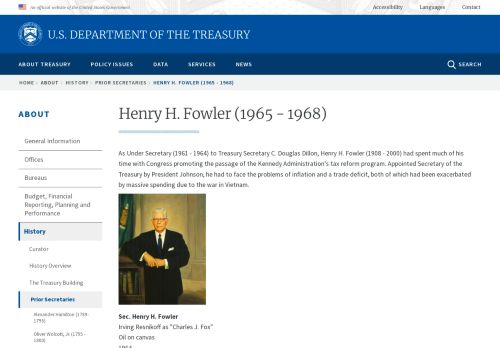 An official website of the United States Government
Accessibility Languages Contact
U.S. DEPARTMENT OF THE TREASURY
ABOUT TREASURY POLICY ISSUES DATA SERVICES NEWS SEARCH
HOME › ABOUT › HISTORY › PRIOR SECRETARIES › HENRY H. FOWLER (1965 - 1968)
ABOUT
General Information
Offices
Bureaus
Budget, Financial
Reporting, Planning and
Performance
History
Curator
History Overview
The Treasury Building
Prior Secretaries
Alexander Hamilton (1789 -
1795)
Oliver Wolcott, Jr. (1795 -
1800)
Henry H. Fowler (1965 - 1968)
As Under Secretary (1961 - 1964) to Treasury Secretary C. Douglas Dillon, Henry H. Fowler (1908 - 2000) had spent much of his
time with Congress promoting the passage of the Kennedy Administration's tax reform program. Appointed Secretary of the
Treasury by President Johnson, he had to face the problems of inflation and a trade deficit, both of which had been exacerbated
by massive spending due to the war in Vietnam.
Sec. Henry H. Fowler
Irving Resnikoff as "Charles J. Fox"
Oil on canvas